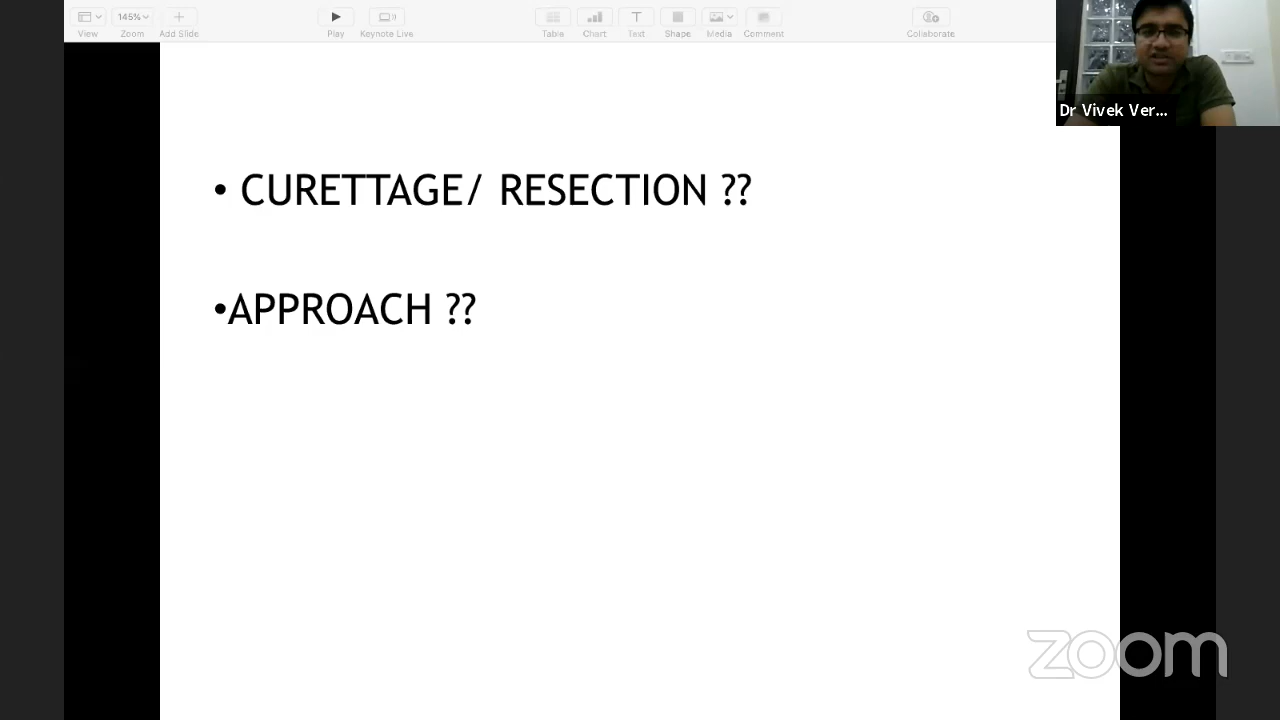 145%
View
Zoom
Add Slide
Play
Keynote Live
Table
Chart
Text
Shape
Media
Comment
Collaborate
Dr Vivek Ver...
• CURETTAGE/ RESECTION ??
•APPROACH ??
zoom